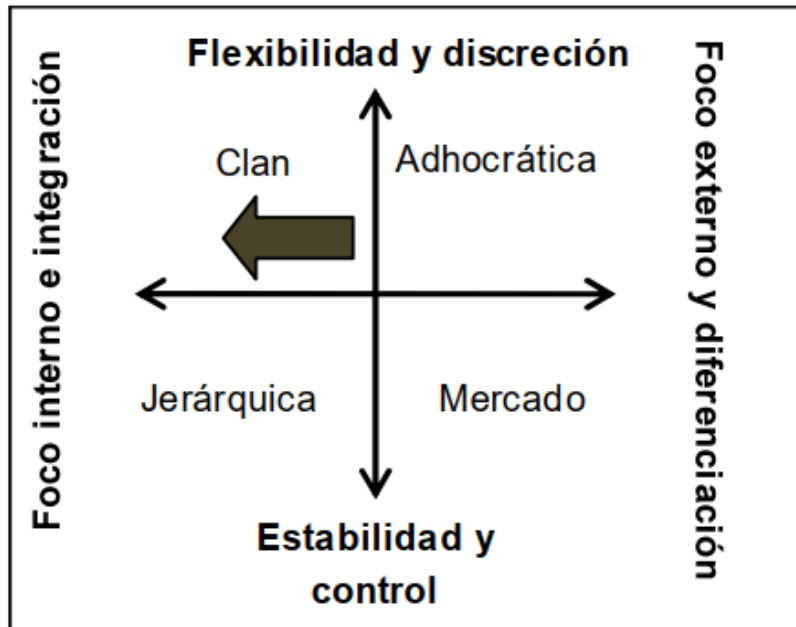 Flexibilidad y discreción
Foco interno e integración
Foco externo y diferenciación
Clan
Adhocrática
Jerárquica
Mercado
Estabilidad y
control